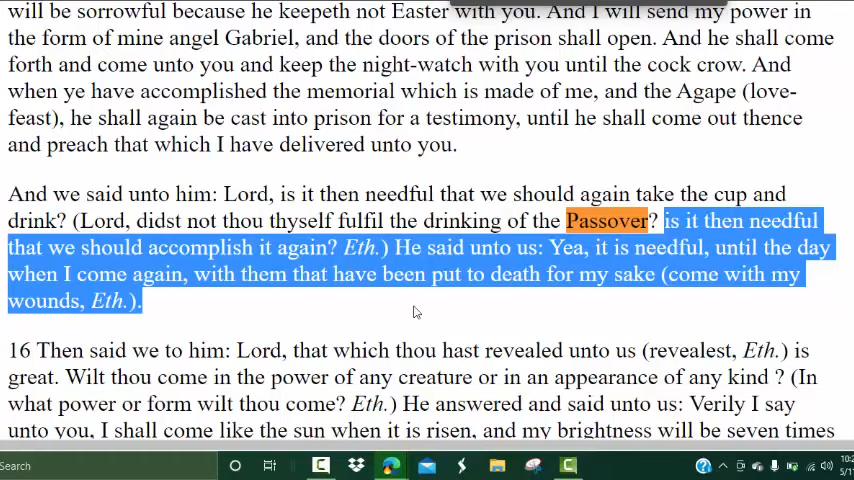 will be sorrowful because he keepeth not Easter with you. And I will send my power in
the form of mine angel Gabriel, and the doors of the prison shall open. And he shall come
forth and come unto you and keep the night-watch with you until the cock crow. And
when ye have accomplished the memorial which is made of me, and the Agape (love-
feast), he shall again be cast into prison for a testimony, until he shall come out thence
and preach that which I have delivered unto you.
And we said unto him: Lord, is it then needful that we should again take the cup and
drink? (Lord, didst not thou thyself fulfil the drinking of the Passover? is it then needful
that we should accomplish it again? Eth.) He said unto us: Yea, it is needful, until the day
when I come again, with them that have been put to death for my sake (come with my
wounds, Eth.).
16 Then said we to him: Lord, that which thou hast revealed unto us (revealest, Eth.) is
great. Wilt thou come in the power of any creature or in an appearance of any kind ? (In
what power or form wilt thou come? Eth.) He answered and said unto us: Verily I say
unto you, I shall come like the sun when it is risen, and my brightness will be seven times
Search